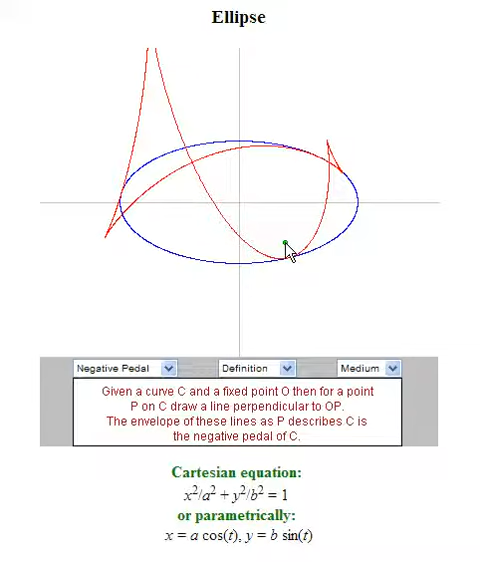 Ellipse
Negative Pedal Definition Medium
Given a curve C and a fixed point O then for a point
P on C draw a line perpendicular to OP.
The envelope of these lines as P describes C is
the negative pedal of C.
Cartesian equation:
x²/a² + y²/b² = 1
or parametrically:
x = a cos(t), y = b sin(t)